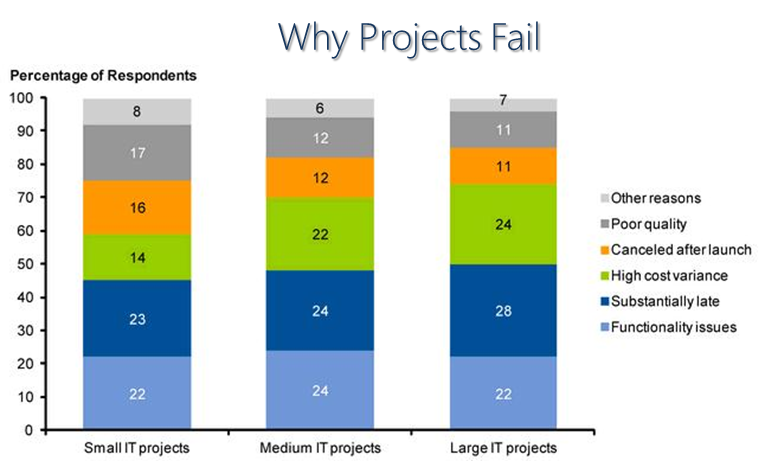 Why Projects Fail
Percentage of Respondents
100
90
80
70
60
50
40
30
20
10
0
8
17
16
14
23
22
6
12
12
22
24
24
7
11
11
24
28
22
Small IT projects
Medium IT projects
Large IT projects
Other reasons
Poor quality
Canceled after launch
High cost variance
Substantially late
Functionality issues